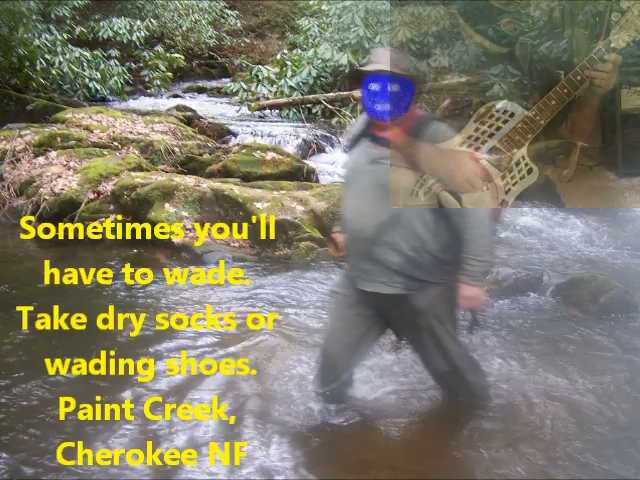 Sometimes you'll
have to wade.
Take dry socks or
wading shoes.
Paint Creek,
Cherokee NF